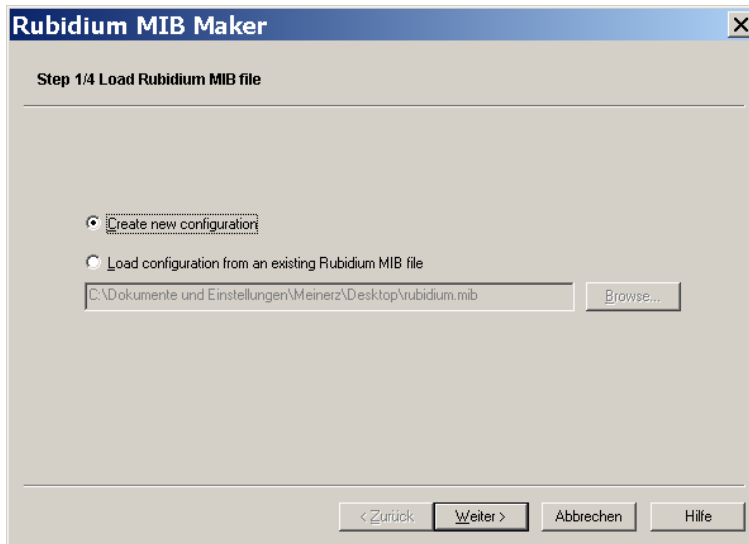 Rubidium MIB Maker
Step 1/4 Load Rubidium MIB file
Create new configuration
Load configuration from an existing Rubidium MIB file
C:\Dokumente und Einstellungen\Meinerz\Desktop\rubidium.mib
Browse...
< Zurück
Weiter >
Abbrechen
Hilfe